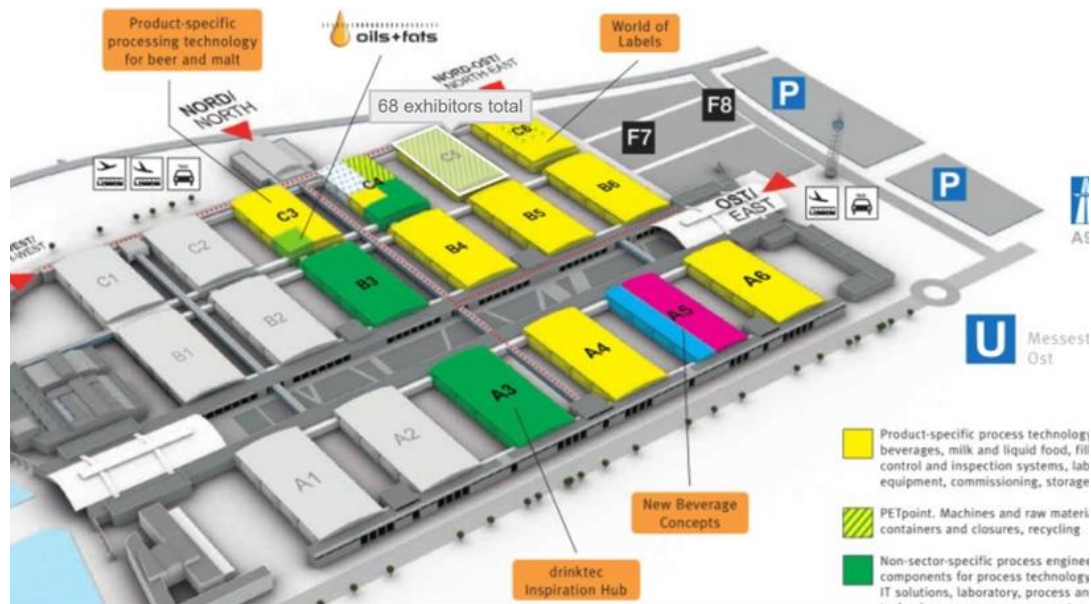 Product-specific
processing technology
for beer and malt
oils+fats
World of
Labels
NORD-OST/
NORTH-EAST
NORD/
NORTH
68 exhibitors total
P
F8
F7
C6
C5
C4
B6
P
OST/
EAST
C3
B5
C2
B4
WEST/
-WEST
C1
B3
A6
B2
A5
B1
A4
U
Messest
Ost
A3
A2
A1
Product-specific process technology
beverages, milk and liquid food, fill
control and inspection systems, lab
equipment, commissioning, storage
New Beverage
Concepts
PETpoint. Machines and raw materia
containers and closures, recycling
drinktec
Inspiration Hub
Non-sector-specific process enginee
components for process technology
IT solutions, laboratory, process an